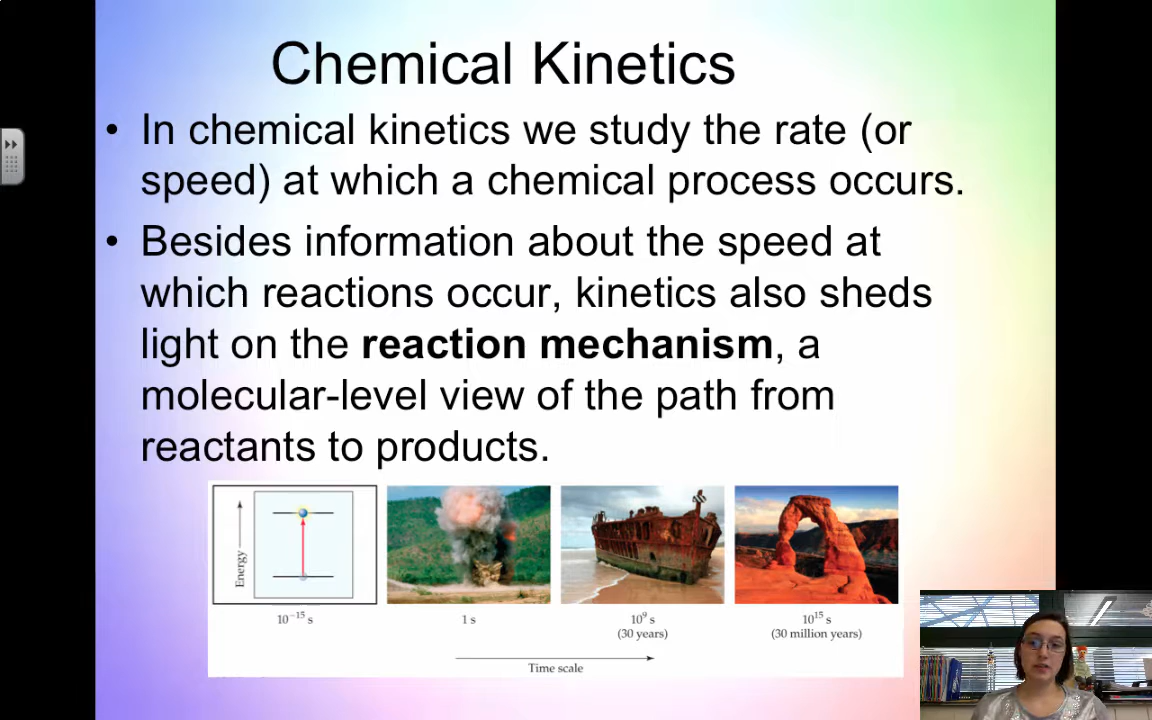 Chemical Kinetics
• In chemical kinetics we study the rate (or
speed) at which a chemical process occurs.
• Besides information about the speed at
which reactions occur, kinetics also sheds
light on the reaction mechanism, a
molecular-level view of the path from
reactants to products.
Energy
10⁻¹⁵ s
1 s
10⁹ s
(30 years)
10¹⁵ s
(30 million years)
Time scale